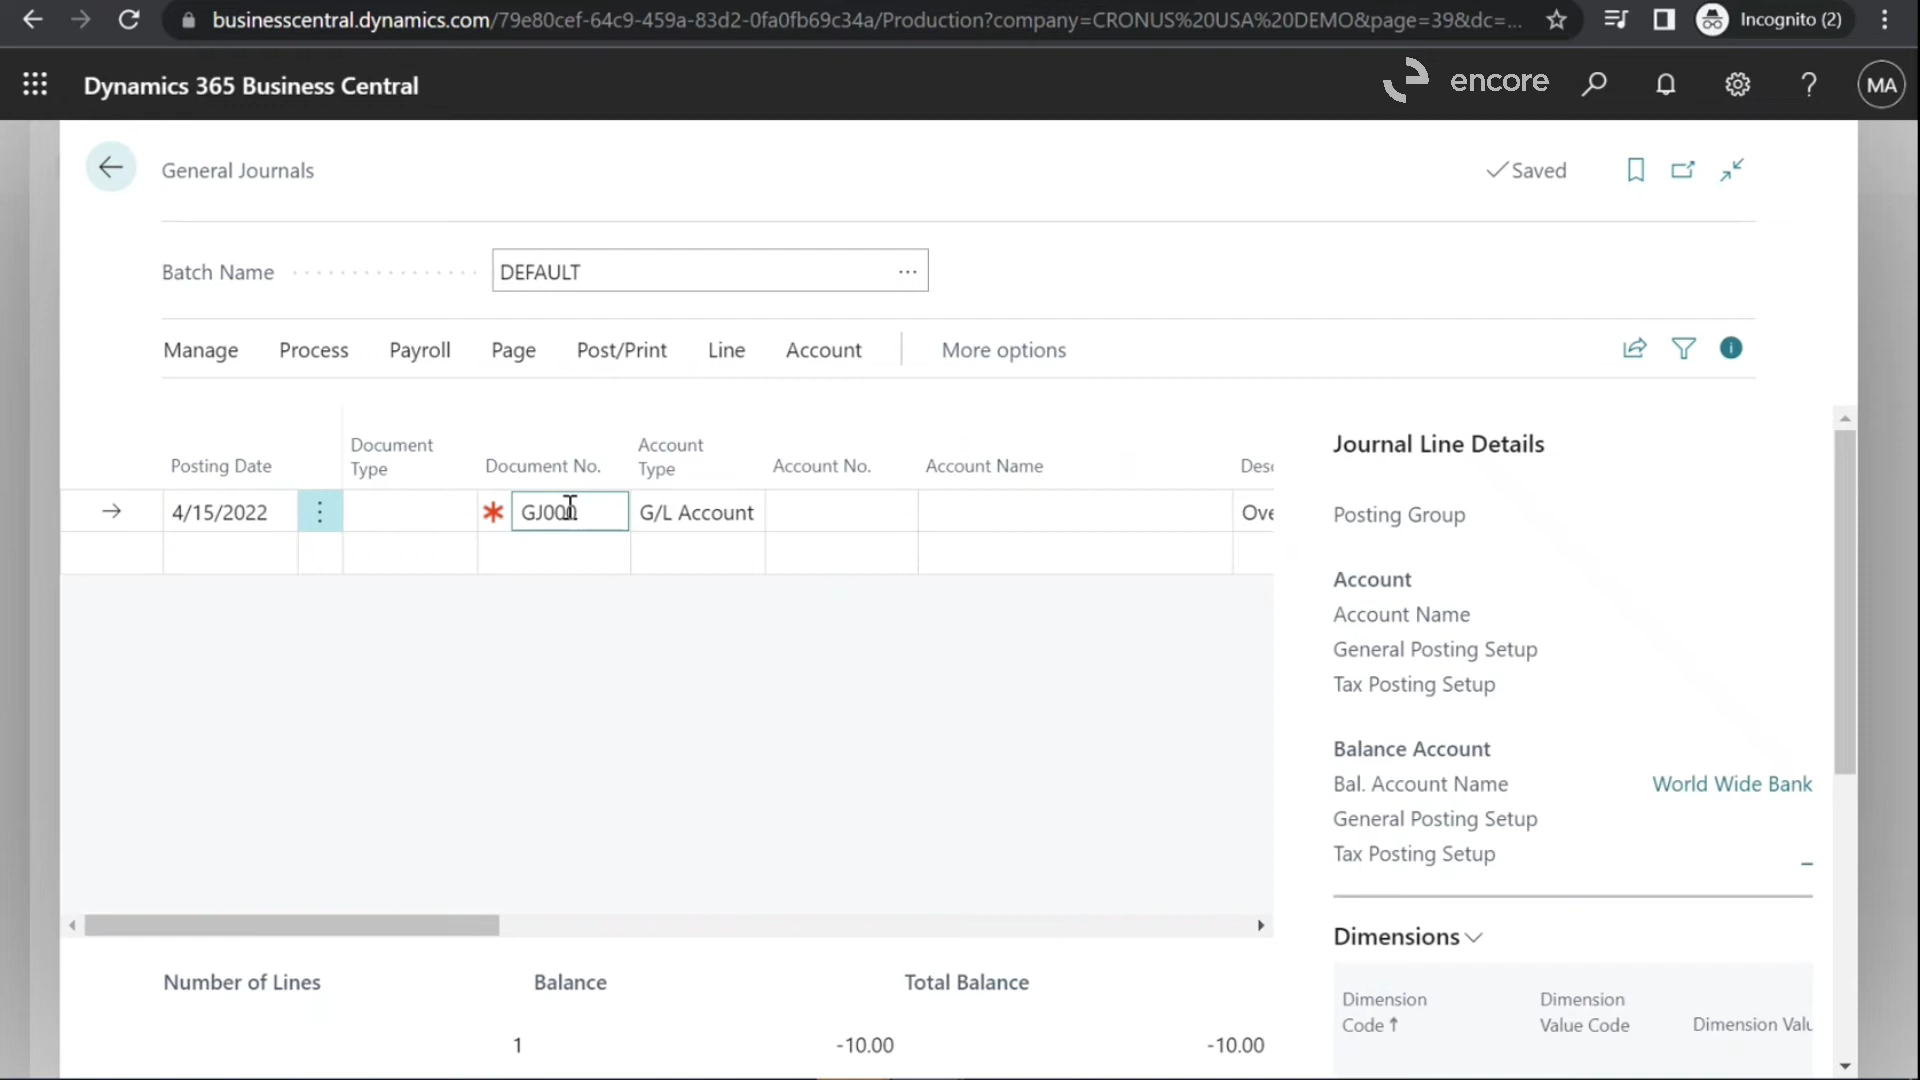 businesscentral.dynamics.com/79e80cef-64c9-459a-83d2-0fa0fb69c34a/Production?company=CRONUS%20USA%20DEMO&page=39&dc=...
Incognito (2)
Dynamics 365 Business Central
encore
?
MA
General Journals
Saved
Batch Name
DEFAULT
Manage
Process
Payroll
Page
Post/Print
Line
Account
More options
Posting Date
Document Type
Document No.
Account Type
Account No.
Account Name
Desc
4/15/2022
GJ000
G/L Account
Ove
Journal Line Details
Posting Group
Account
Account Name
General Posting Setup
Tax Posting Setup
Balance Account
Bal. Account Name
World Wide Bank
General Posting Setup
Tax Posting Setup
_
Dimensions
Dimension Code ↑
Dimension Value Code
Dimension Valu
Number of Lines
Balance
Total Balance
1
-10.00
-10.00